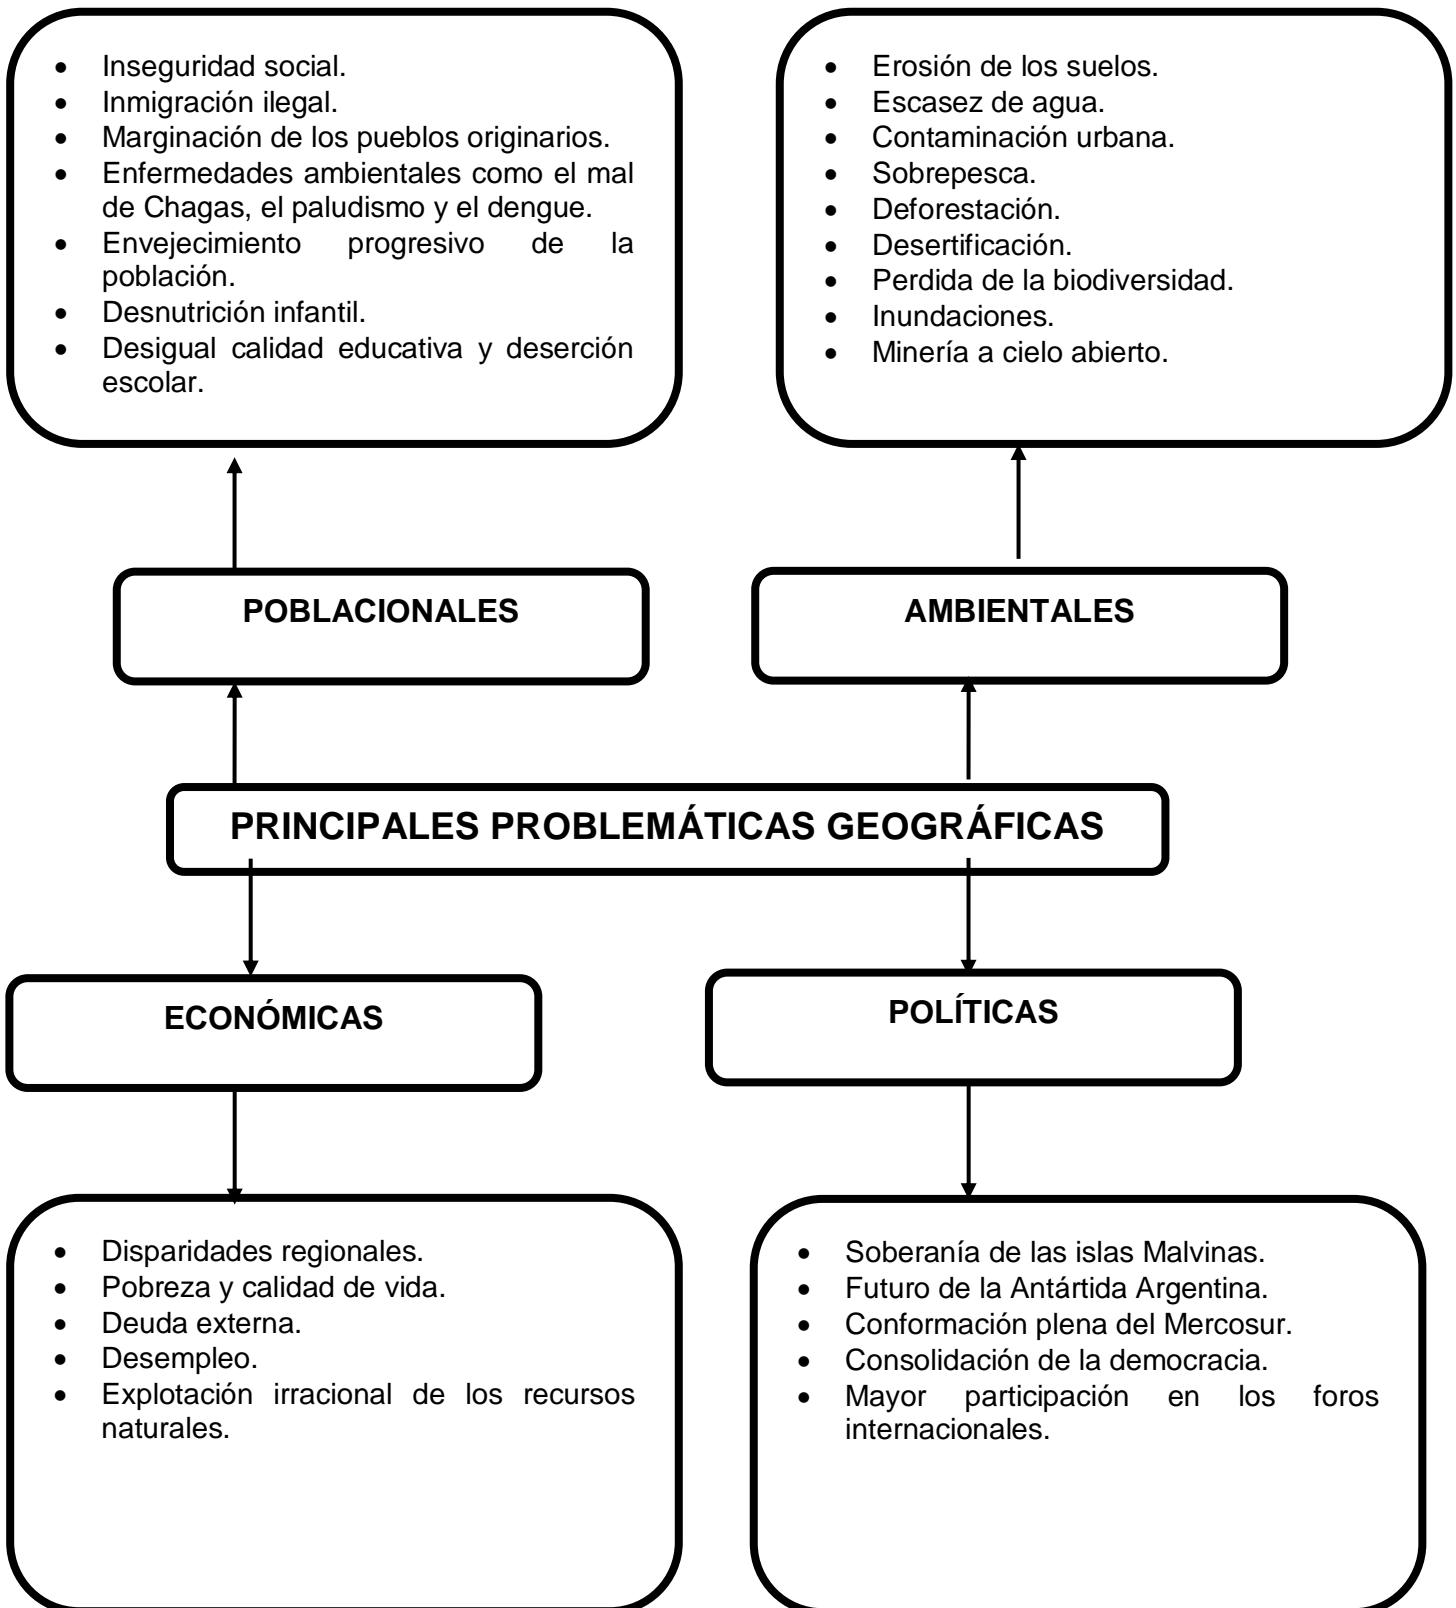 • Inseguridad social.
• Inmigración ilegal.
• Marginación de los pueblos originarios.
• Enfermedades ambientales como el mal
de Chagas, el paludismo y el dengue.
• Envejecimiento progresivo de la
población.
• Desnutrición infantil.
• Desigual calidad educativa y deserción
escolar.
• Erosión de los suelos.
• Escasez de agua.
• Contaminación urbana.
• Sobrepesca.
• Deforestación.
• Desertificación.
• Perdida de la biodiversidad.
• Inundaciones.
• Minería a cielo abierto.
POBLACIONALES
AMBIENTALES
PRINCIPALES PROBLEMÁTICAS GEOGRÁFICAS
ECONÓMICAS
POLÍTICAS
• Disparidades regionales.
• Pobreza y calidad de vida.
• Deuda externa.
• Desempleo.
• Explotación irracional de los recursos
naturales.
• Soberanía de las islas Malvinas.
• Futuro de la Antártida Argentina.
• Conformación plena del Mercosur.
• Consolidación de la democracia.
• Mayor participación en los foros
internacionales.